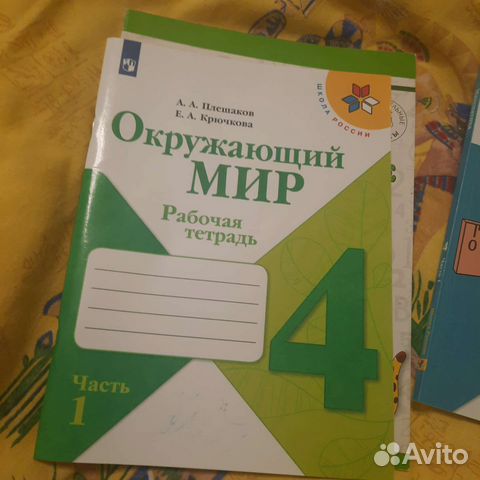 А. А. Плешаков
Е. А. Крючкова
ШКОЛА РОССИИ
Окружающий
МИР
Рабочая
тетрадь
4
Часть
1
Avito